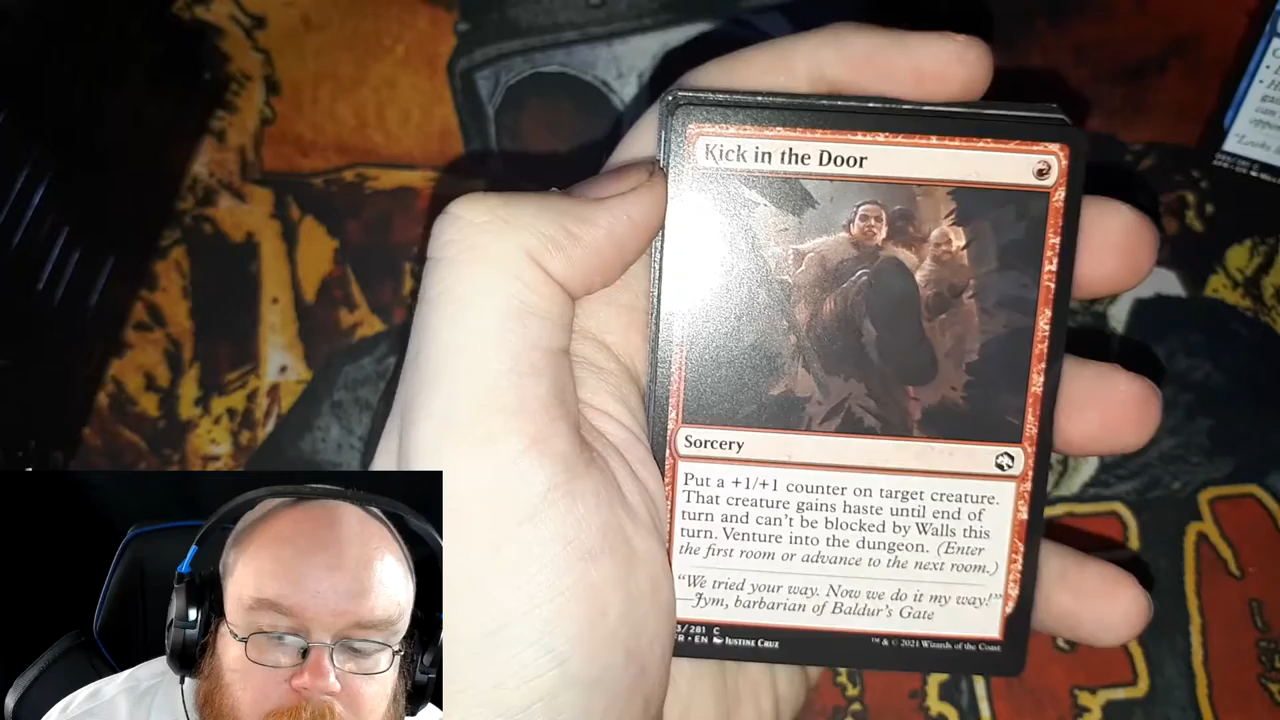 Kick in the Door
Sorcery
Put a +1/+1 counter on target creature.
That creature gains haste until end of
turn and can't be blocked by Walls this
turn. Venture into the dungeon. (Enter
the first room or advance to the next room.)
"We tried your way. Now we do it my way!"
—Jym, barbarian of Baldur's Gate
3/281 C
EN JUSTINE CRUZ
™ & © 2021 Wizards of the Coast
"Looks